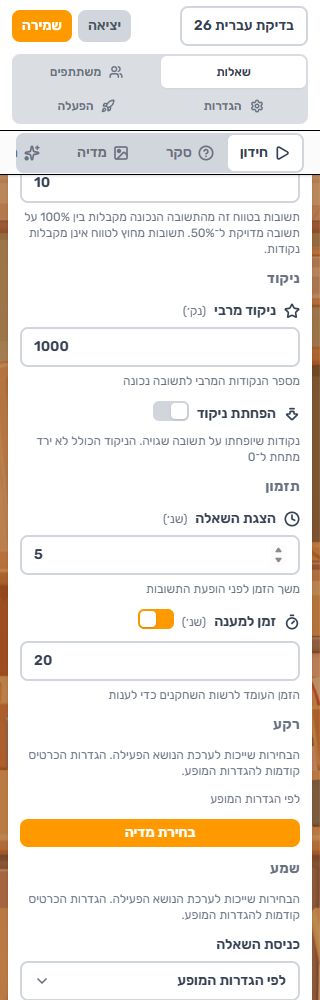 בדיקת עברית 26
יציאה
שמירה
שאלות
משתתפים
הגדרות
הפעלה
חידון
סקר
מדיה
10
תשובות בטווח זה מהתשובה הנכונה מקבלות בין 100% על
תשובה מדויקת ל־50%. תשובות מחוץ לטווח אינן מקבלות
נקודות.
ניקוד
ניקוד מרבי (נק׳)
1000
מספר הנקודות המרבי לתשובה נכונה
הפחתת ניקוד
נקודות שיופחתו על תשובה שגויה. הניקוד הכולל לא ירד
מתחת ל־0
תזמון
הצגת השאלה (שנ׳)
5
משך הזמן לפני הופעת התשובות
זמן למענה (שנ׳)
20
הזמן העומד לרשות השחקנים כדי לענות
רקע
הבחירות שייכות לערכת הנושא הפעילה. הגדרות הכרטיס
קודמות להגדרות המופע.
לפי הגדרות המופע
בחירת מדיה
שמע
הבחירות שייכות לערכת הנושא הפעילה. הגדרות הכרטיס
קודמות להגדרות המופע.
כניסת השאלה
לפי הגדרות המופע